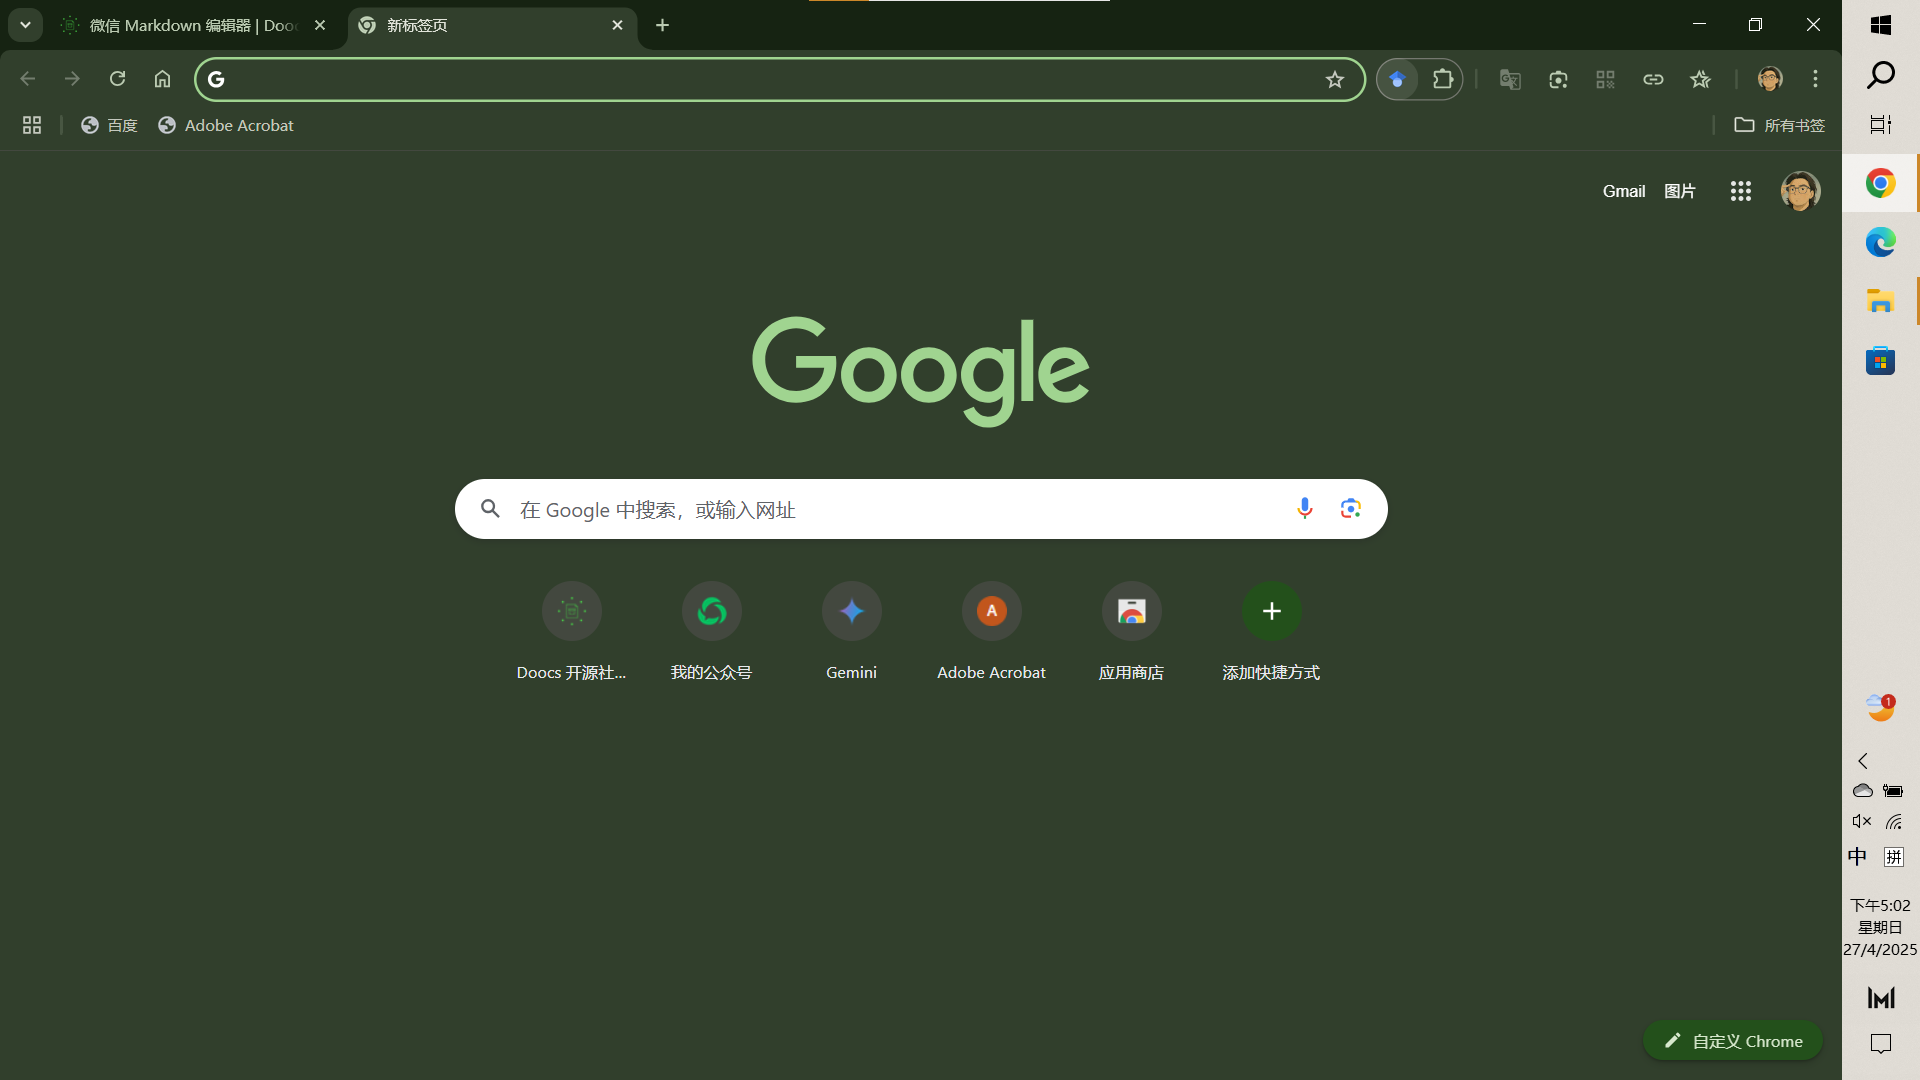 微信 Markdown 编辑器 | Dooc
新标签页
百度
Adobe Acrobat
所有书签
Gmail
图片
Google
在 Google 中搜索，或输入网址
Doocs 开源社...
我的公众号
Gemini
A
Adobe Acrobat
应用商店
添加快捷方式
自定义 Chrome
1
中
拼
下午5:02
星期日
27/4/2025